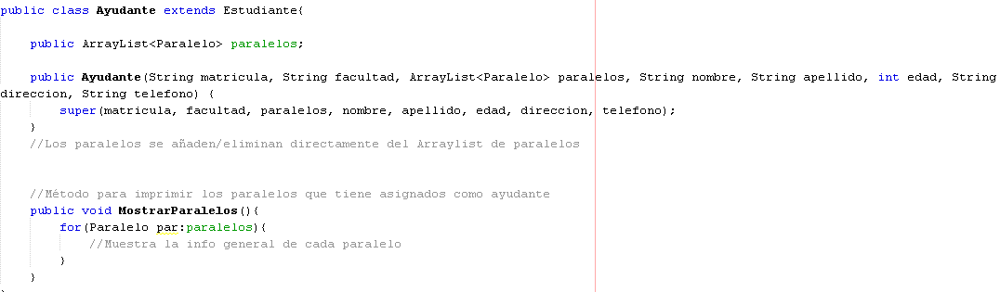 public class Ayudante extends Estudiante{
public ArrayList<Paralelo> paralelos;
public Ayudante(String matricula, String facultad, ArrayList<Paralelo> paralelos, String nombre, String apellido, int edad, String
direccion, String telefono) {
super(matricula, facultad, paralelos, nombre, apellido, edad, direccion, telefono);
}
//Los paralelos se añaden/eliminan directamente del Arraylist de paralelos
//Método para imprimir los paralelos que tiene asignados como ayudante
public void MostrarParalelos(){
for(Paralelo par:paralelos){
//Muestra la info general de cada paralelo
}
}